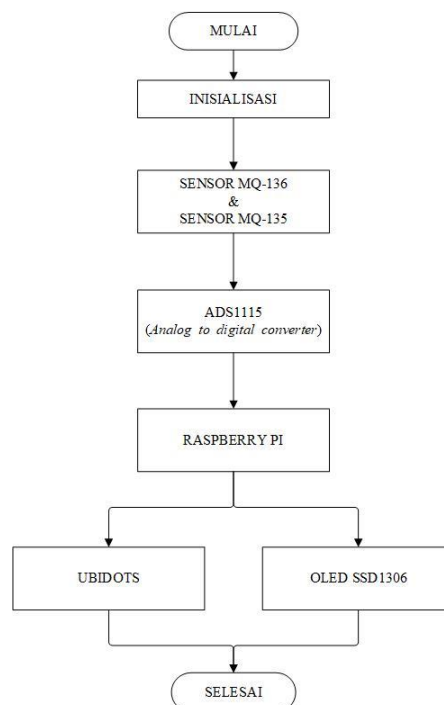 MULAI
INISIALISASI
SENSOR MQ-136
&
SENSOR MQ-135
ADS1115
(Analog to digital converter)
RASPBERRY PI
UBIDOTS
OLED SSD1306
SELESAI